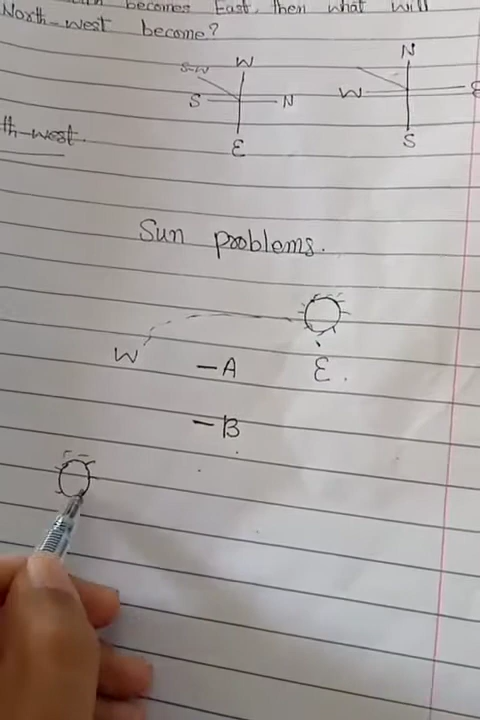 becomes East, then what will
North-west become?
S-W W N
S N W E
E S
th-west.
Sun problems.
W - A E.
- B